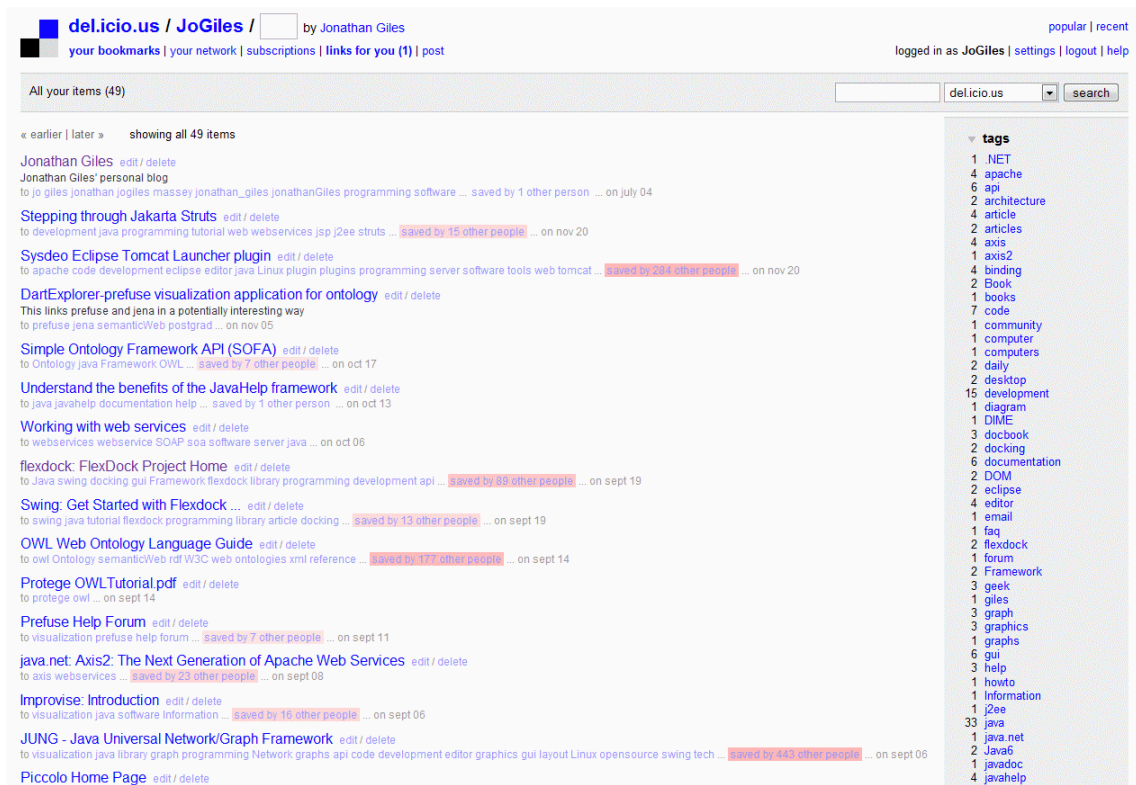 del.icio.us / JoGiles / by Jonathan Giles
popular | recent
your bookmarks | your network | subscriptions | links for you (1) | post
logged in as JoGiles | settings | logout | help
All your items (49)
del.icio.us
search
« earlier | later » showing all 49 items
Jonathan Giles edit / delete
Jonathan Giles' personal blog
to jo giles jonathan jogiles massey jonathan_giles jonathanGiles programming software ... saved by 1 other person ... on july 04
Stepping through Jakarta Struts edit / delete
to development java programming tutorial web webservices jsp j2ee struts ... saved by 15 other people ... on nov 20
Sysdeo Eclipse Tomcat Launcher plugin edit / delete
to apache code development eclipse editor java Linux plugin plugins programming server software tools web tomcat ... saved by 284 other people ... on nov 20
DartExplorer-prefuse visualization application for ontology edit / delete
This links prefuse and jena in a potentially interesting way
to prefuse jena semanticWeb postgrad ... on nov 05
Simple Ontology Framework API (SOFA) edit / delete
to Ontology java Framework OWL ... saved by 7 other people ... on oct 17
Understand the benefits of the JavaHelp framework edit / delete
to java javahelp documentation help ... saved by 1 other person ... on oct 13
Working with web services edit / delete
to webservices webservice SOAP soa software server java ... on oct 06
flexdock: FlexDock Project Home edit / delete
to Java swing docking gui Framework flexdock library programming development api ... saved by 89 other people ... on sept 19
Swing: Get Started with Flexdock ... edit / delete
to swing java tutorial flexdock programming library article docking ... saved by 13 other people ... on sept 19
OWL Web Ontology Language Guide edit / delete
to owl Ontology semanticWeb rdf W3C web ontologies xml reference ... saved by 177 other people ... on sept 14
Protege OWLTutorial.pdf edit / delete
to protege owl ... on sept 14
Prefuse Help Forum edit / delete
to visualization prefuse help forum ... saved by 7 other people ... on sept 11
java.net: Axis2: The Next Generation of Apache Web Services edit / delete
to axis webservices ... saved by 23 other people ... on sept 08
Improvise: Introduction edit / delete
to visualization java software Information ... saved by 16 other people ... on sept 06
JUNG - Java Universal Network/Graph Framework edit / delete
to visualization java library graph programming Network graphs api code development editor graphics gui layout Linux opensource swing tech ... saved by 443 other people ... on sept 06
Piccolo Home Page edit / delete
tags
1 .NET
4 apache
6 api
2 architecture
4 article
2 articles
4 axis
1 axis2
4 binding
2 Book
1 books
7 code
1 community
1 computer
1 computers
2 daily
2 desktop
15 development
1 diagram
1 DIME
3 docbook
2 docking
6 documentation
2 DOM
2 eclipse
4 editor
1 email
1 faq
2 flexdock
1 forum
2 Framework
3 geek
1 giles
3 graph
3 graphics
1 graphs
6 gui
3 help
1 howto
1 Information
1 j2ee
33 java
1 java.net
2 Java6
1 javadoc
4 javahelp